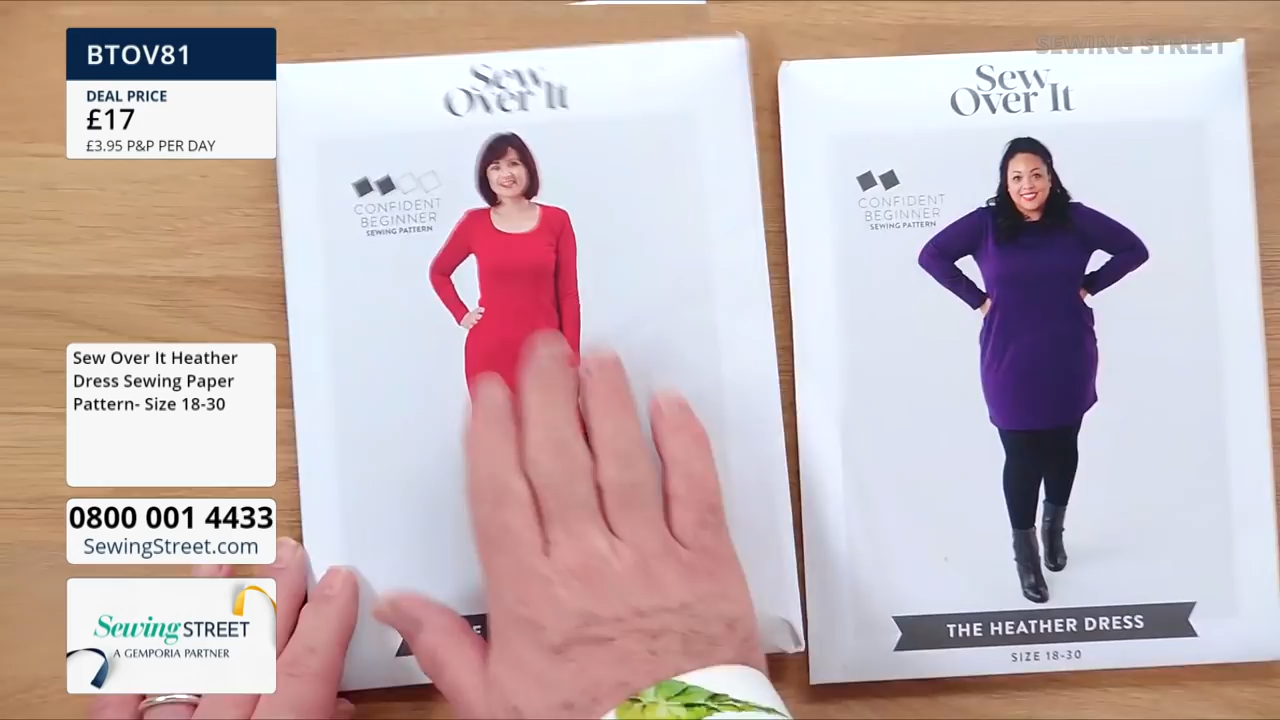 BTOV81
DEAL PRICE
£17
£3.95 P&P PER DAY
Sew Over It Heather
Dress Sewing Paper
Pattern- Size 18-30
0800 001 4433
SewingStreet.com
Sewing STREET
A GEMPORIA PARTNER
Sew
Over It
CONFIDENT
BEGINNER
SEWING PATTERN
SEWING STREET
Sew
Over It
CONFIDENT
BEGINNER
SEWING PATTERN
THE HEATHER DRESS
SIZE 18-30